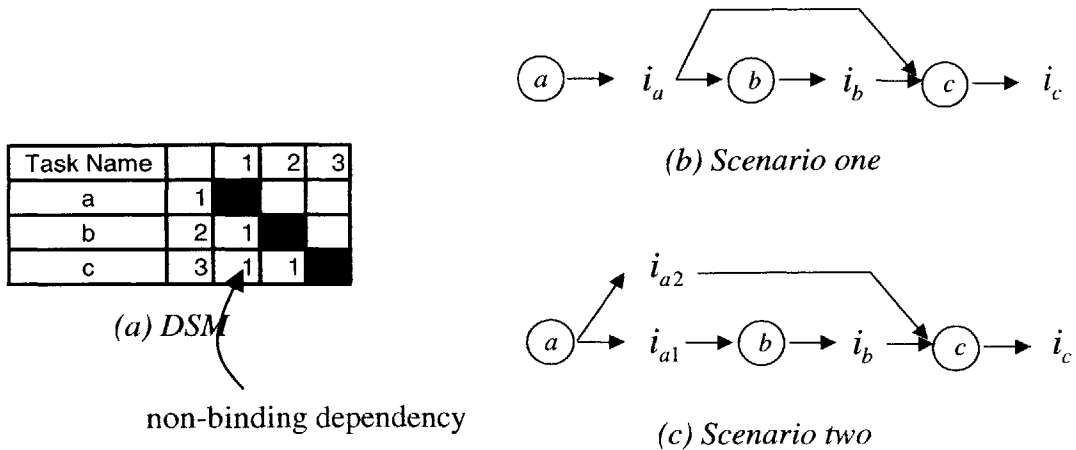 Task Name 1 2 3
a 1
b 2 1
c 3 1 1
(a) DSM
non-binding dependency
a i_a b i_b c i_c
(b) Scenario one
i_a2
a i_a1 b i_b c i_c
(c) Scenario two